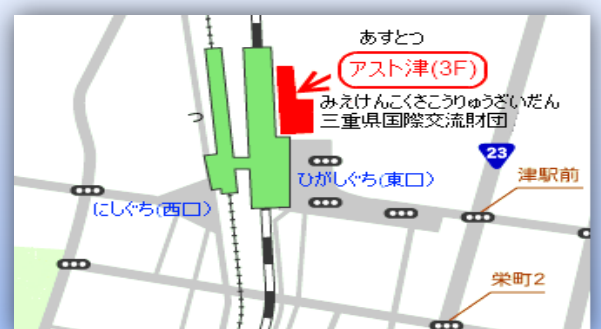 あすとつ
アスト津(3F)
みえけんこくさこうりゅうざいだん
三重県国際交流財団
つ
23
津駅前
ひがしぐち(東口)
にしぐち(西口)
栄町2